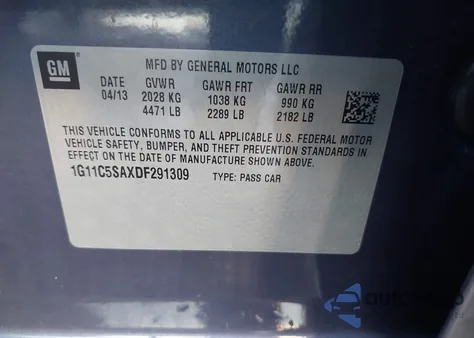 GM
MFD BY GENERAL MOTORS LLC
DATE GVWR GAWR FRT GAWR RR
04/13 2028 KG 1038 KG 990 KG
4471 LB 2289 LB 2182 LB
THIS VEHICLE CONFORMS TO ALL APPLICABLE U.S. FEDERAL MOTOR
VEHICLE SAFETY, BUMPER, AND THEFT PREVENTION STANDARDS IN
EFFECT ON THE DATE OF MANUFACTURE SHOWN ABOVE.
1G11C5SAXDF291309 TYPE: PASS CAR